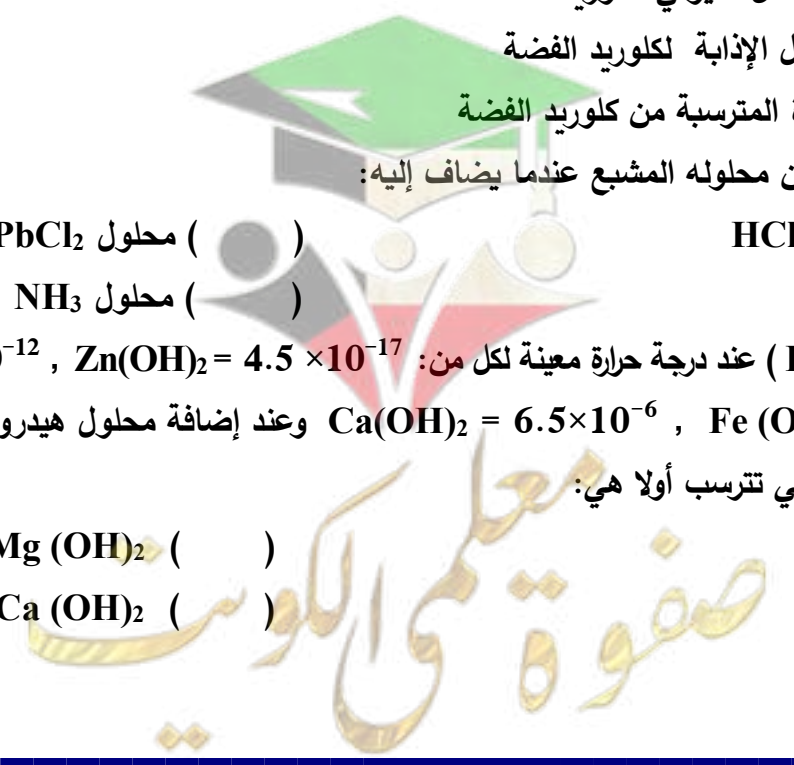 الإذابة لكلوريد الفضة
المترسبة من كلوريد الفضة
محلوله المشبع عندما يضاف إليه:
HCl
( ) محلول PbCl₂
( ) محلول NH₃
) عند درجة حرارة معينة لكل من: Zn(OH)₂ = 4.5 ×10⁻¹⁷ , ⁻¹²
Ca(OH)₂ = 6.5×10⁻⁶ , Fe (O وعند إضافة محلول
تترسب أولا هي:
Mg (OH)₂ ( )
Ca (OH)₂ ( )
صفوة معلمى الكويت